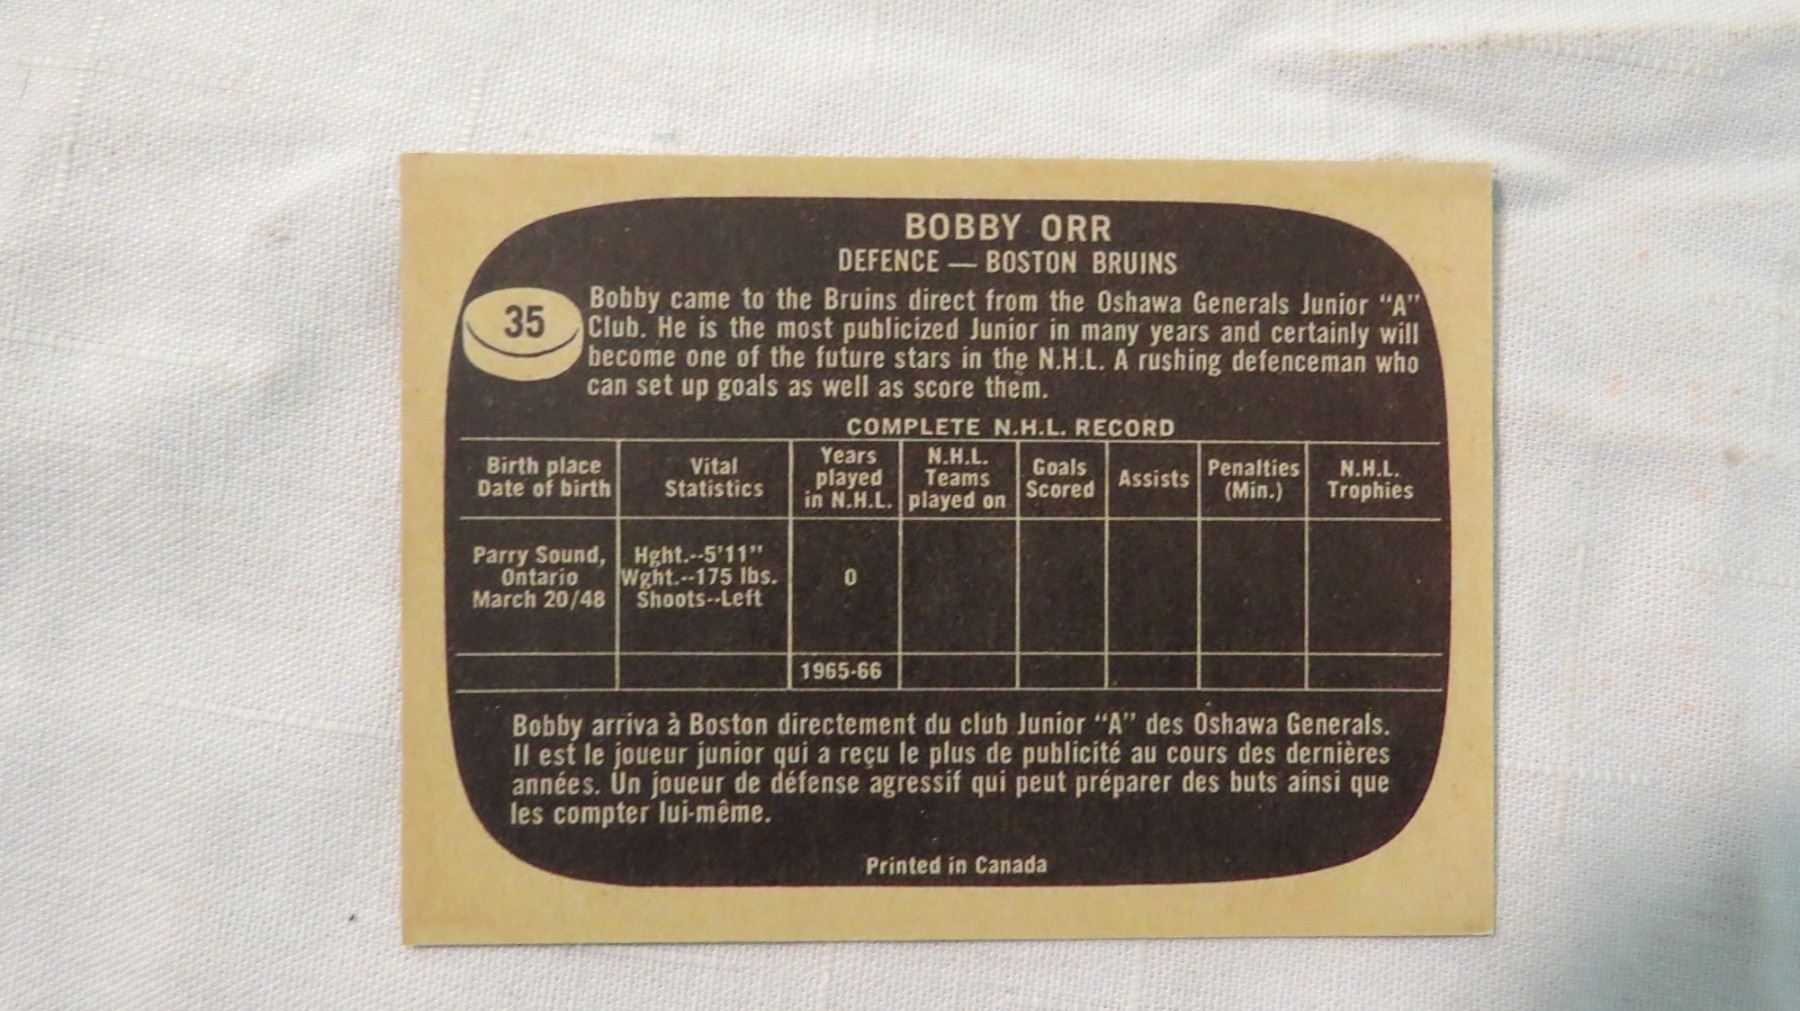 BOBBY ORR
DEFENCE — BOSTON BRUINS
35
Bobby came to the Bruins direct from the Oshawa Generals Junior "A"
Club. He is the most publicized Junior in many years and certainly will
become one of the future stars in the N.H.L. A rushing defenceman who
can set up goals as well as score them.
COMPLETE N.H.L. RECORD
Birth place
Date of birth
Vital
Statistics
Years
played
in N.H.L.
N.H.L.
Teams
played on
Goals
Scored
Assists
Penalties
(Min.)
N.H.L.
Trophies
Parry Sound,
Ontario
March 20/48
Hght.--5'11"
Wght.--175 lbs.
Shoots--Left
0
1965-66
Bobby arriva à Boston directement du club Junior "A" des Oshawa Generals.
Il est le joueur junior qui a reçu le plus de publicité au cours des dernières
années. Un joueur de défense agressif qui peut préparer des buts ainsi que
les compter lui-même.
Printed in Canada